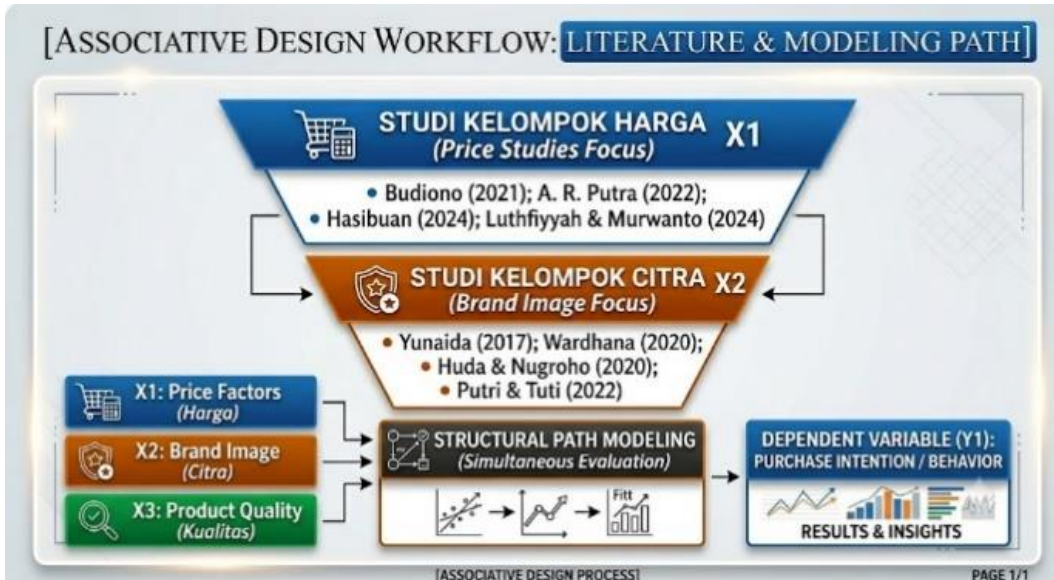 [ASSOCIATIVE DESIGN WORKFLOW: LITERATURE & MODELING PATH]
STUDI KELOMPOK HARGA X1
(Price Studies Focus)
• Budiono (2021); A. R. Putra (2022);
• Hasibuan (2024); Luthfiyyah & Murwanto (2024)
STUDI KELOMPOK CITRA X2
(Brand Image Focus)
• Yunaida (2017); Wardhana (2020);
• Huda & Nugroho (2020);
• Putri & Tuti (2022)
X1: Price Factors
(Harga)
X2: Brand Image
(Citra)
X3: Product Quality
(Kualitas)
STRUCTURAL PATH MODELING
(Simultaneous Evaluation)
Fitt
DEPENDENT VARIABLE (Y1):
PURCHASE INTENTION / BEHAVIOR
RESULTS & INSIGHTS
[ASSOCIATIVE DESIGN PROCESS]
PAGE 1/1